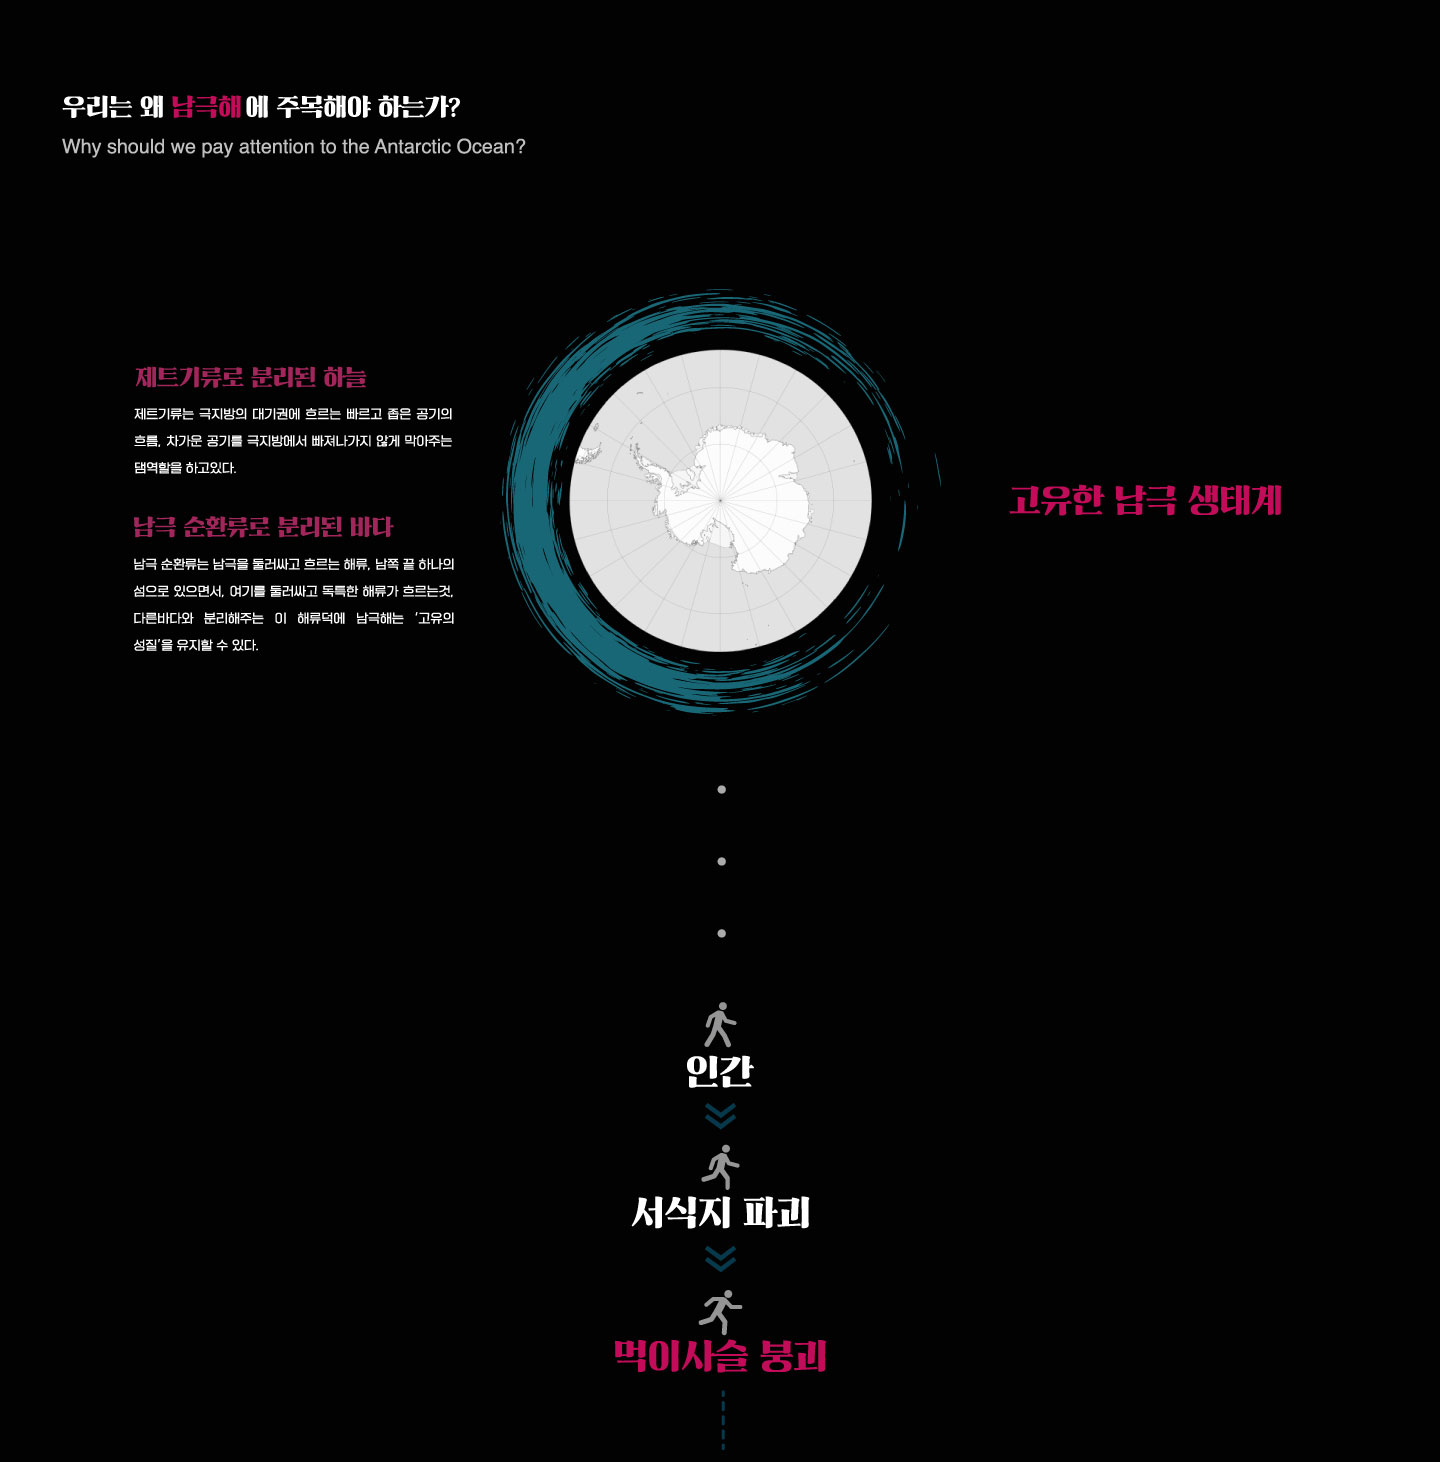 우리는 왜 남극해에 주목해야 하는가?
Why should we pay attention to the Antarctic Ocean?
제트기류로 분리된 하늘
제트기류는 극지방의 대기권에 흐르는 빠르고 좁은 공기의
흐름, 차가운 공기를 극지방에서 빠져나가지 않게 막아주는
댐역할을 하고있다.
남극 순환류로 분리된 바다
남극 순환류는 남극을 둘러싸고 흐르는 해류, 남쪽 끝 하나의
섬으로 있으면서, 여기를 둘러싸고 독특한 해류가 흐르는것,
다른바다와 분리해주는 이 해류덕에 남극해는 '고유의
성질'을 유지할 수 있다.
고유한 남극 생태계
인간
서식지 파괴
먹이사슬 붕괴